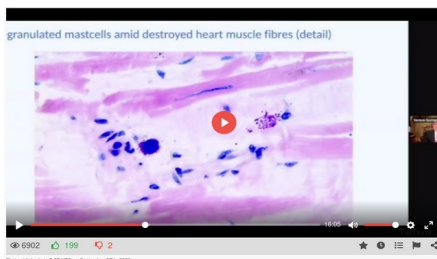 granulated mastcells amid destroyed heart muscle fibres (detail)
16:05
6902 199 2